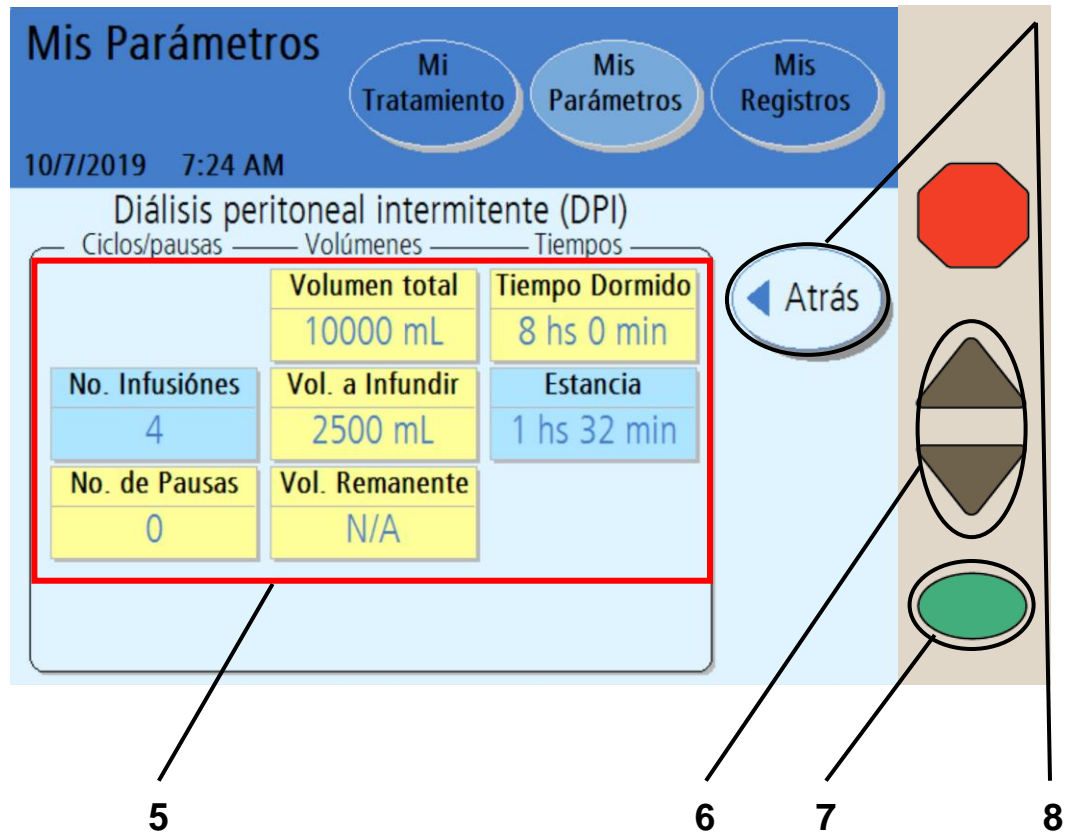 Mis Parámetros
Mi
Tratamiento
Mis
Parámetros
Mis
Registros
10/7/2019 7:24 AM
Diálisis peritoneal intermitente (DPI)
Ciclos/pausas Volúmenes Tiempos
Volumen total Tiempo Dormido
10000 mL 8 hs 0 min
Atrás
No. Infusiónes Vol. a Infundir Estancia
4 2500 mL 1 hs 32 min
No. de Pausas Vol. Remanente
0 N/A
5 6 7 8